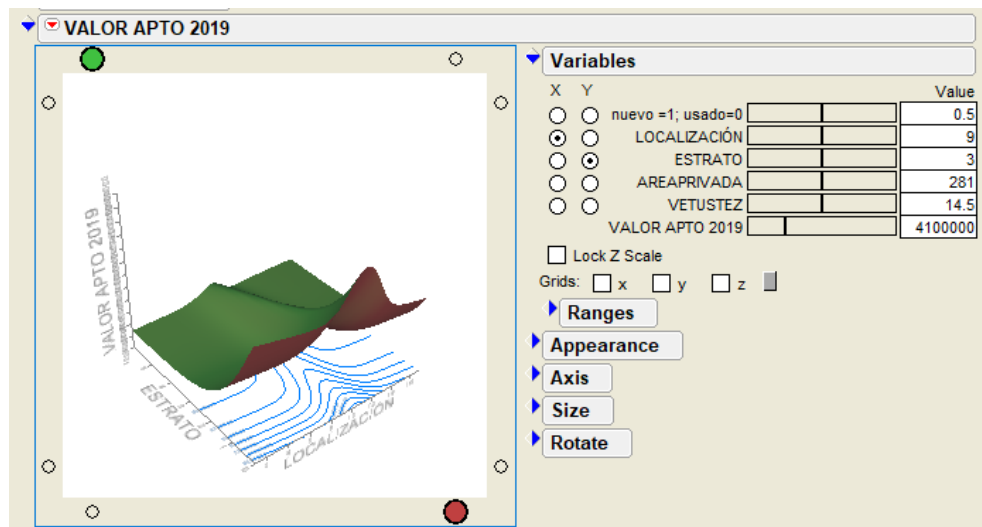 VALOR APTO 2019
Variables
X Y Value
nuevo =1; usado=0 0.5
LOCALIZACIÓN 9
ESTRATO 3
AREAPRIVADA 281
VETUSTEZ 14.5
VALOR APTO 2019 4100000
Lock Z Scale
Grids: x y z
Ranges
Appearance
Axis
Size
Rotate
VALOR APTO 2019
ESTRATO
LOCALIZACIÓN